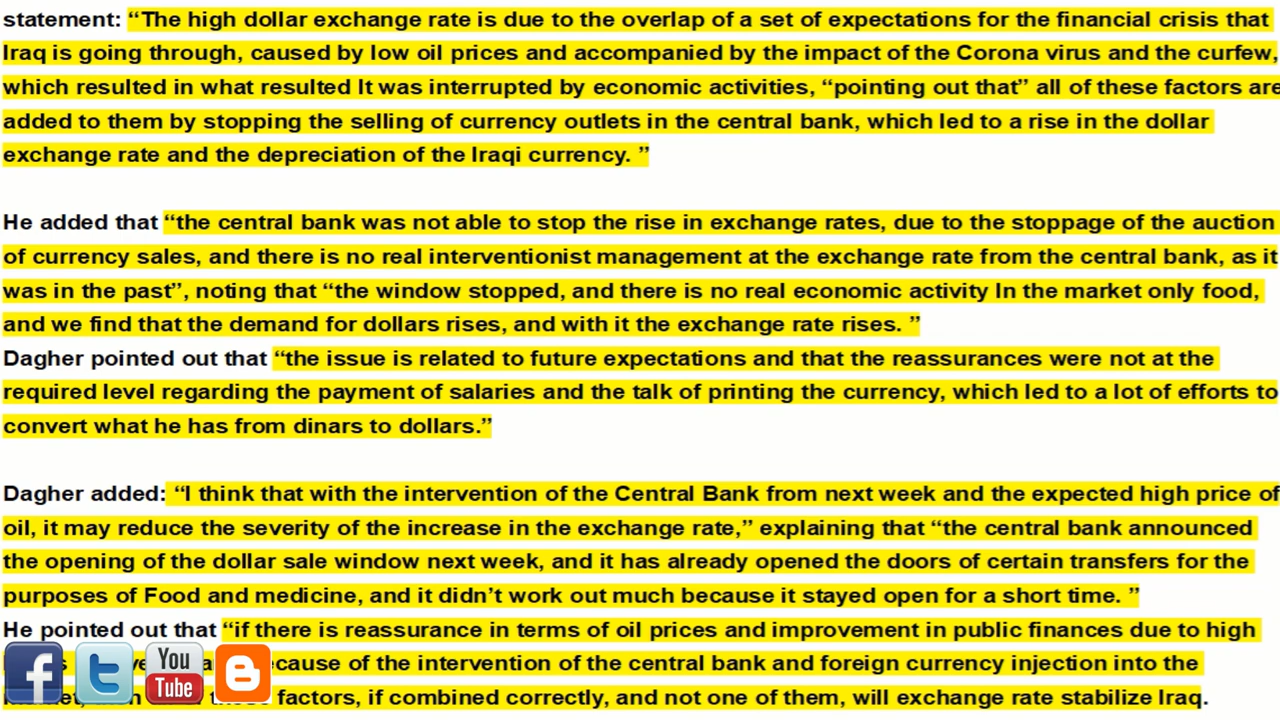 statement: “The high dollar exchange rate is due to the overlap of a set of expectations for the financial crisis that
Iraq is going through, caused by low oil prices and accompanied by the impact of the Corona virus and the curfew,
which resulted in what resulted It was interrupted by economic activities, “pointing out that” all of these factors are
added to them by stopping the selling of currency outlets in the central bank, which led to a rise in the dollar
exchange rate and the depreciation of the Iraqi currency. ”
He added that “the central bank was not able to stop the rise in exchange rates, due to the stoppage of the auction
of currency sales, and there is no real interventionist management at the exchange rate from the central bank, as it
was in the past”, noting that “the window stopped, and there is no real economic activity In the market only food,
and we find that the demand for dollars rises, and with it the exchange rate rises. ”
Dagher pointed out that “the issue is related to future expectations and that the reassurances were not at the
required level regarding the payment of salaries and the talk of printing the currency, which led to a lot of efforts to
convert what he has from dinars to dollars.”
Dagher added: “I think that with the intervention of the Central Bank from next week and the expected high price of
oil, it may reduce the severity of the increase in the exchange rate,” explaining that “the central bank announced
the opening of the dollar sale window next week, and it has already opened the doors of certain transfers for the
purposes of Food and medicine, and it didn’t work out much because it stayed open for a short time. ”
He pointed out that “if there is reassurance in terms of oil prices and improvement in public finances due to high
because of the intervention of the central bank and foreign currency injection into the
factors, if combined correctly, and not one of them, will exchange rate stabilize Iraq.
You
Tube